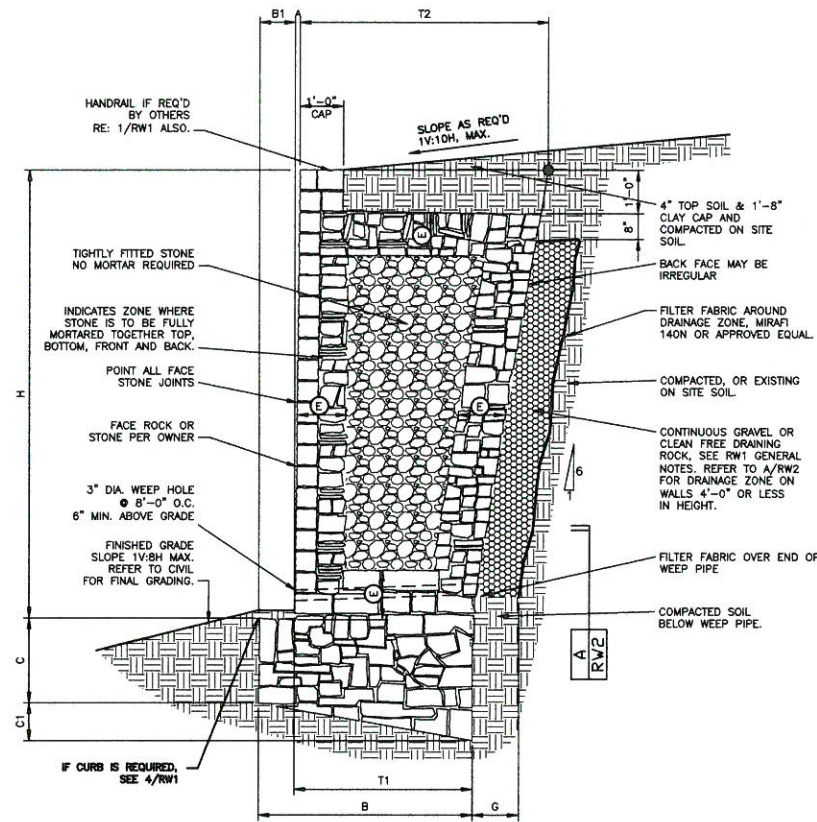 B1
T2
1'-0"
CAP
HANDRAIL IF REQ'D
BY OTHERS
RE: 1/RW1 ALSO.
SLOPE AS REQ'D
1V:10H, MAX.
1'-0"
8"
4" TOP SOIL & 1'-8"
CLAY CAP AND
COMPACTED ON SITE
SOIL.
E
TIGHTLY FITTED STONE
NO MORTAR REQUIRED
BACK FACE MAY BE
IRREGULAR
INDICATES ZONE WHERE
STONE IS TO BE FULLY
MORTARED TOGETHER TOP,
BOTTOM, FRONT AND BACK.
FILTER FABRIC AROUND
DRAINAGE ZONE, MIRAFI
140N OR APPROVED EQUAL.
POINT ALL FACE
STONE JOINTS
COMPACTED, OR EXISTING
ON SITE SOIL.
H
E
E
FACE ROCK OR
STONE PER OWNER
CONTINUOUS GRAVEL OR
CLEAN FREE DRAINING
ROCK, SEE RW1 GENERAL
NOTES. REFER TO A/RW2
FOR DRAINAGE ZONE ON
WALLS 4'-0" OR LESS
IN HEIGHT.
6
1
3" DIA. WEEP HOLE
@ 8'-0" O.C.
6" MIN. ABOVE GRADE
FINISHED GRADE
SLOPE 1V:8H MAX.
REFER TO CIVIL
FOR FINAL GRADING.
FILTER FABRIC OVER END OF
WEEP PIPE
E
COMPACTED SOIL
BELOW WEEP PIPE.
A
RW2
C
C1
IF CURB IS REQUIRED,
SEE 4/RW1
T1
B
G